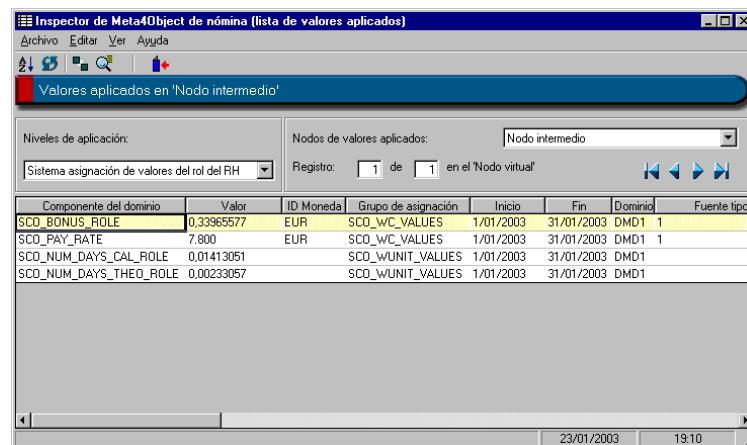 Inspector de Meta4Object de nómina (lista de valores aplicados)
Archivo Editar Ver Ayuda
Valores aplicados en 'Nodo intermedio'
Niveles de aplicación:
Sistema asignación de valores del rol del RH
Nodos de valores aplicados: Nodo intermedio
Registro: 1 de 1 en el 'Nodo virtual'
Componente del dominio Valor ID Moneda Grupo de asignación Inicio Fin Dominio Fuente tipo
SCO_BONUS_ROLE 0,33965577 EUR SCO_WC_VALUES 1/01/2003 31/01/2003 DMD1 1
SCO_PAY_RATE 7.800 EUR SCO_WC_VALUES 1/01/2003 31/01/2003 DMD1 1
SCO_NUM_DAYS_CAL_ROLE 0,01413051 SCO_WUNIT_VALUES 1/01/2003 31/01/2003 DMD1
SCO_NUM_DAYS_THEO_ROLE 0,00233057 SCO_WUNIT_VALUES 1/01/2003 31/01/2003 DMD1
23/01/2003 19:10